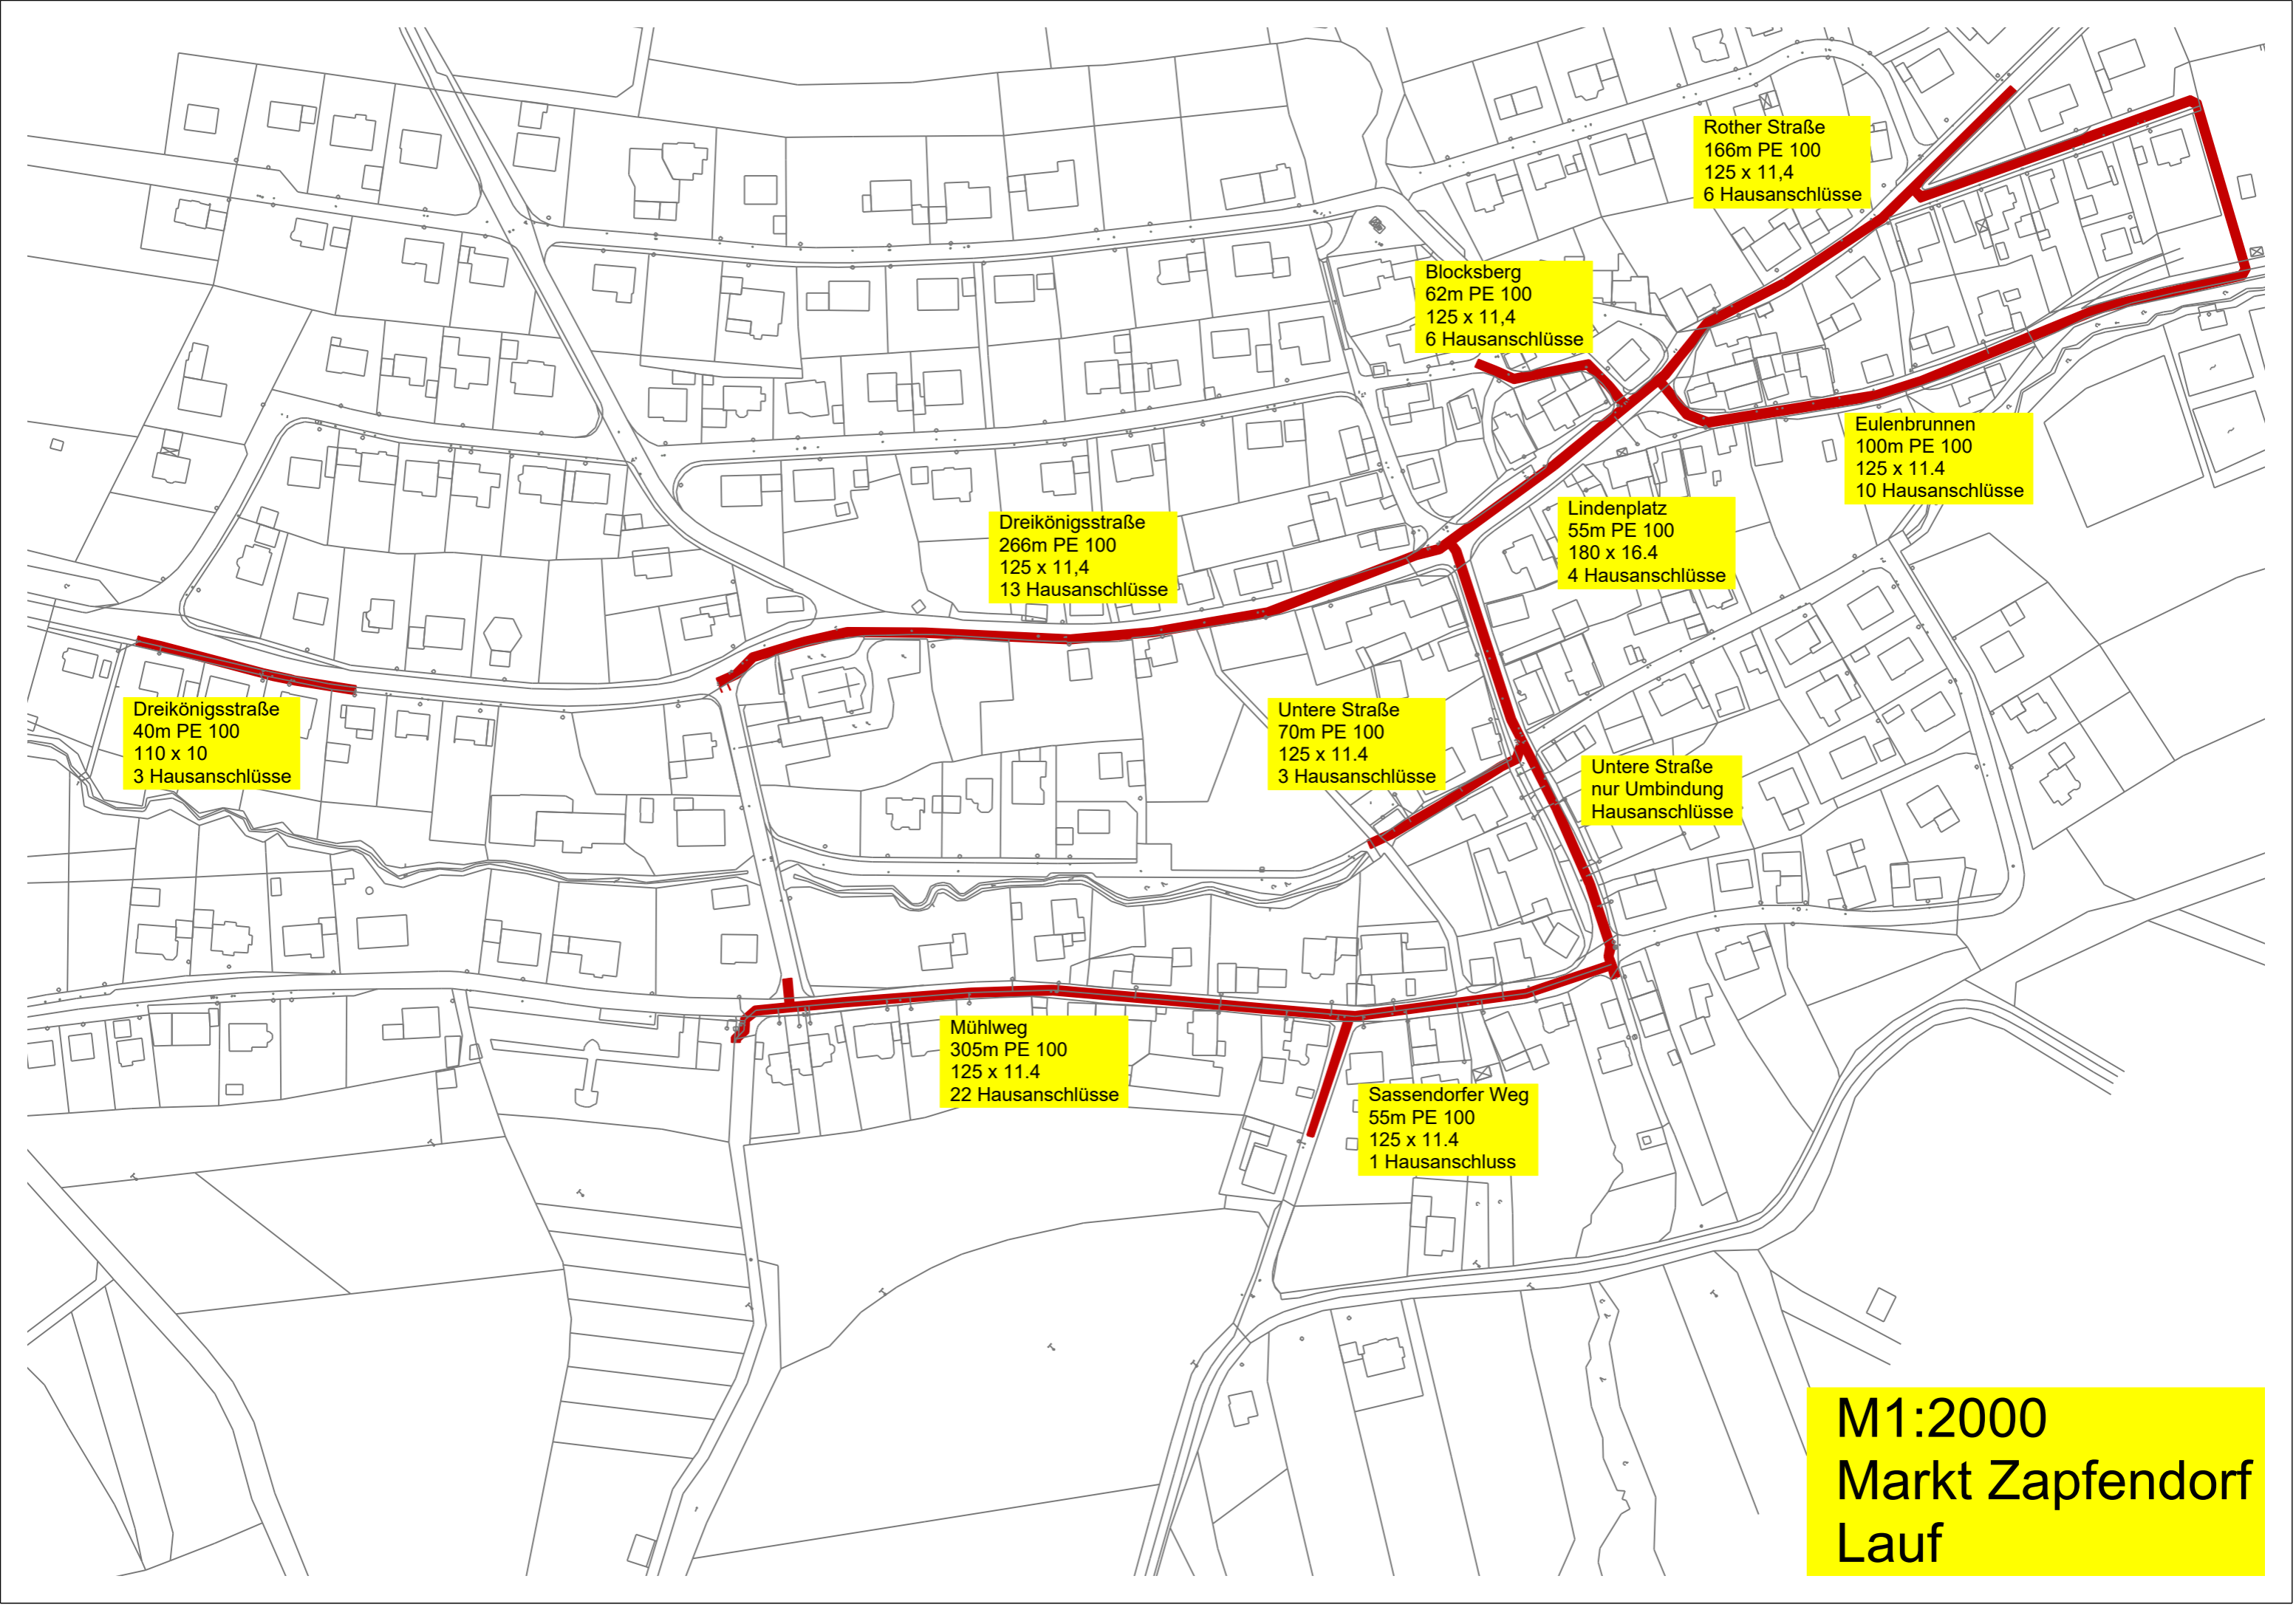 Rother Straße
166m PE 100
125 x 11,4
6 Hausanschlüsse
Blocksberg
62m PE 100
125 x 11,4
6 Hausanschlüsse
Eulenbrunnen
100m PE 100
125 x 11.4
10 Hausanschlüsse
Lindenplatz
55m PE 100
180 x 16.4
4 Hausanschlüsse
Dreikönigsstraße
266m PE 100
125 x 11,4
13 Hausanschlüsse
Dreikönigsstraße
40m PE 100
110 x 10
3 Hausanschlüsse
Untere Straße
70m PE 100
125 x 11.4
3 Hausanschlüsse
Untere Straße
nur Umbindung
Hausanschlüsse
Mühlweg
305m PE 100
125 x 11.4
22 Hausanschlüsse
Sassendorfer Weg
55m PE 100
125 x 11.4
1 Hausanschluss
M1:2000
Markt Zapfendorf
Lauf